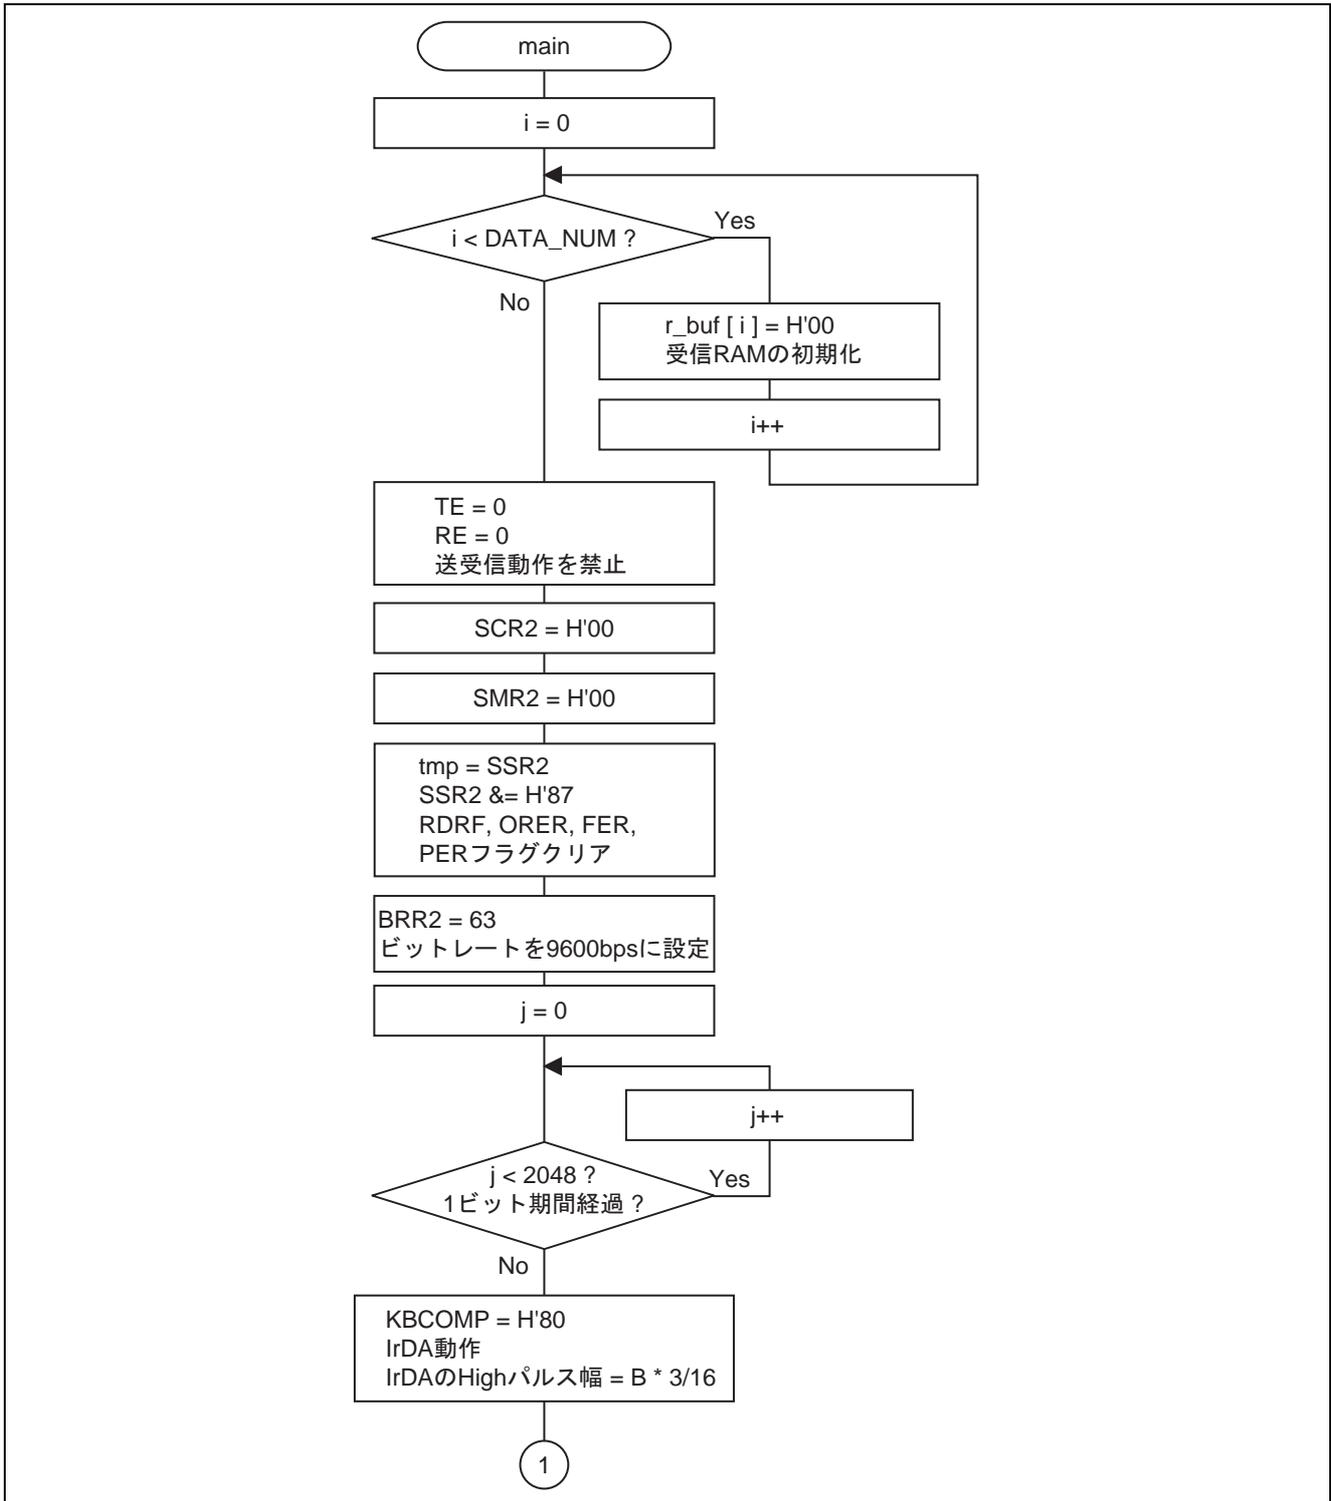 main
i = 0
i < DATA_NUM ?
Yes
No
r_buf [ i ] = H'00
受信RAMの初期化
i++
TE = 0
RE = 0
送受信動作を禁止
SCR2 = H'00
SMR2 = H'00
tmp = SSR2
SSR2 &= H'87
RDRF, ORER, FER,
PERフラグクリア
BRR2 = 63
ビットレートを9600bpsに設定
j = 0
j++
j < 2048 ?
1ビット期間経過 ?
Yes
No
KBCOMP = H'80
IrDA動作
IrDAのHighパルス幅 = B * 3/16
1